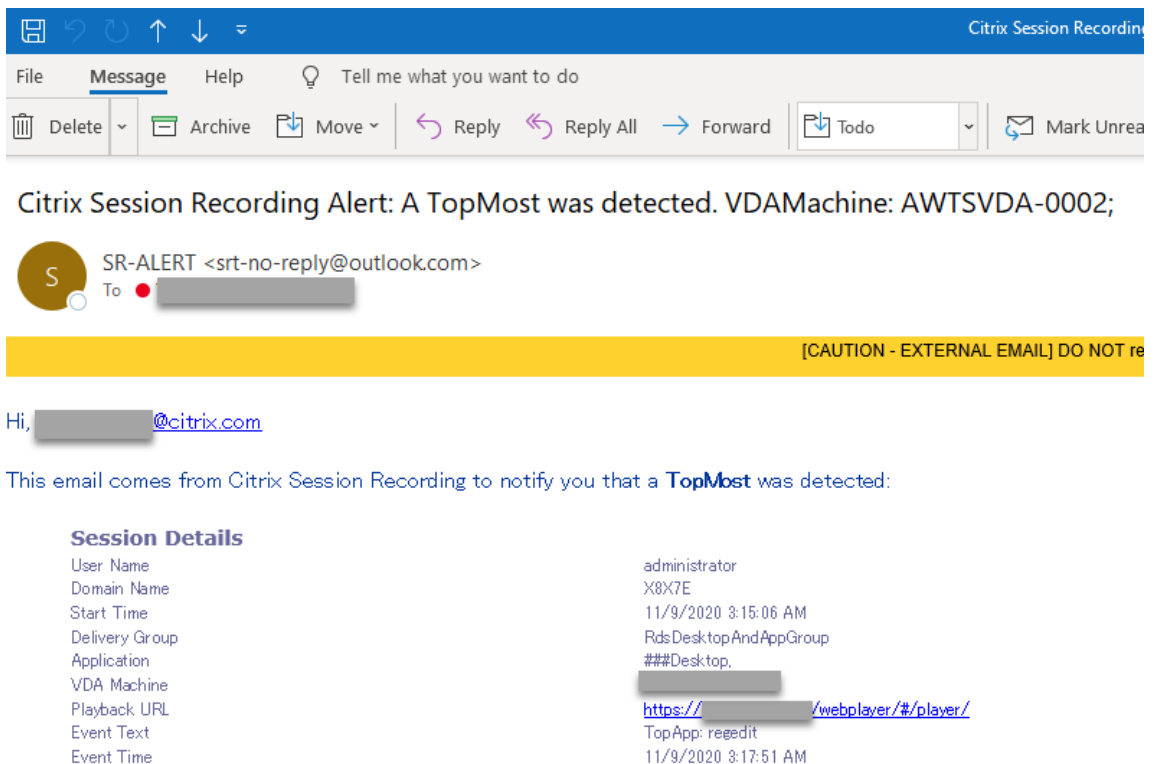 Citrix Session Recording
File Message Help Tell me what you want to do
Delete Archive Move Reply Reply All Forward Todo Mark Unrea
Citrix Session Recording Alert: A TopMost was detected. VDAMachine: AWTSVDA-0002;
S
SR-ALERT <srt-no-reply@outlook.com>
To
[CAUTION - EXTERNAL EMAIL] DO NOT re
Hi, @citrix.com
This email comes from Citrix Session Recording to notify you that a TopMost was detected:
Session Details
User Name administrator
Domain Name X8X7E
Start Time 11/9/2020 3:15:06 AM
Delivery Group RdsDesktopAndAppGroup
Application ###Desktop,
VDA Machine
Playback URL https:// /webplayer/#/player/
Event Text TopApp: regedit
Event Time 11/9/2020 3:17:51 AM